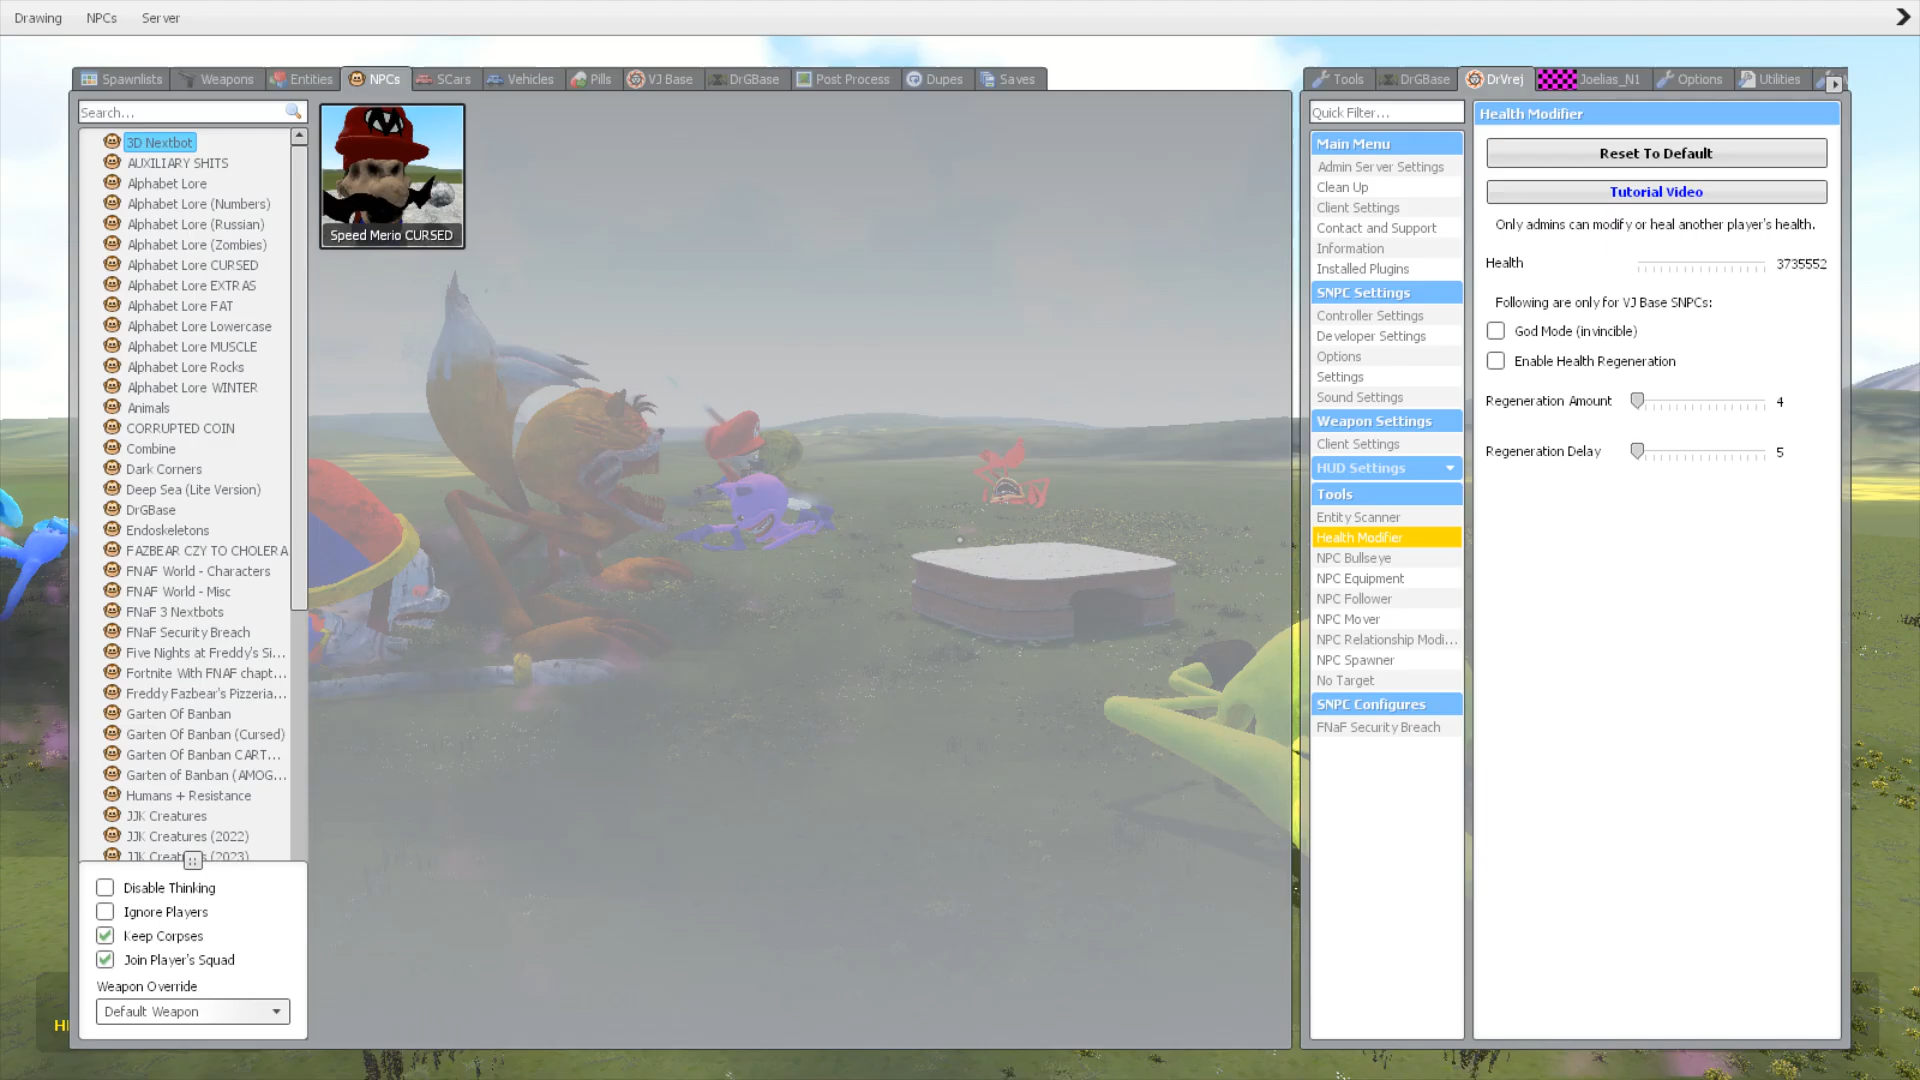 Drawing NPCs Server
Spawnlists Weapons Entities NPCs SCars Vehicles Pills VJ Base DrGBase Post Process Dupes Saves
Search...
3D Nextbot
AUXILIARY SHITS
Alphabet Lore
Alphabet Lore (Numbers)
Alphabet Lore (Russian)
Alphabet Lore (Zombies)
Alphabet Lore CURSED
Alphabet Lore EXTRAS
Alphabet Lore FAT
Alphabet Lore Lowercase
Alphabet Lore MUSCLE
Alphabet Lore Rocks
Alphabet Lore WINTER
Animals
CORRUPTED COIN
Combine
Dark Corners
Deep Sea (Lite Version)
DrGBase
Endoskeletons
FAZBEAR CZY TO CHOLERA
FNAF World - Characters
FNAF World - Misc
FNaF 3 Nextbots
FNaF Security Breach
Five Nights at Freddy's Si...
Fortnite With FNAF chapt...
Freddy Fazbear's Pizzeria...
Garten Of Banban
Garten Of Banban (Cursed)
Garten Of Banban CART...
Garten of Banban (AMOG...
Humans + Resistance
JJK Creatures
JJK Creatures (2022)
JJK Creatures (2023)
Disable Thinking
Ignore Players
Keep Corpses
Join Player's Squad
Weapon Override
Default Weapon
Speed Merio CURSED
Tools DrGBase DrVrej Joelias_N1 Options Utilities
Quick Filter...
Main Menu
Admin Server Settings
Clean Up
Client Settings
Contact and Support
Information
Installed Plugins
SNPC Settings
Controller Settings
Developer Settings
Options
Settings
Sound Settings
Weapon Settings
Client Settings
HUD Settings
Tools
Entity Scanner
Health Modifier
NPC Bullseye
NPC Equipment
NPC Follower
NPC Mover
NPC Relationship Modi...
NPC Spawner
No Target
SNPC Configures
FNaF Security Breach
Health Modifier
Reset To Default
Tutorial Video
Only admins can modify or heal another player's health.
Health 3735552
Following are only for VJ Base SNPCs:
God Mode (invincible)
Enable Health Regeneration
Regeneration Amount 4
Regeneration Delay 5